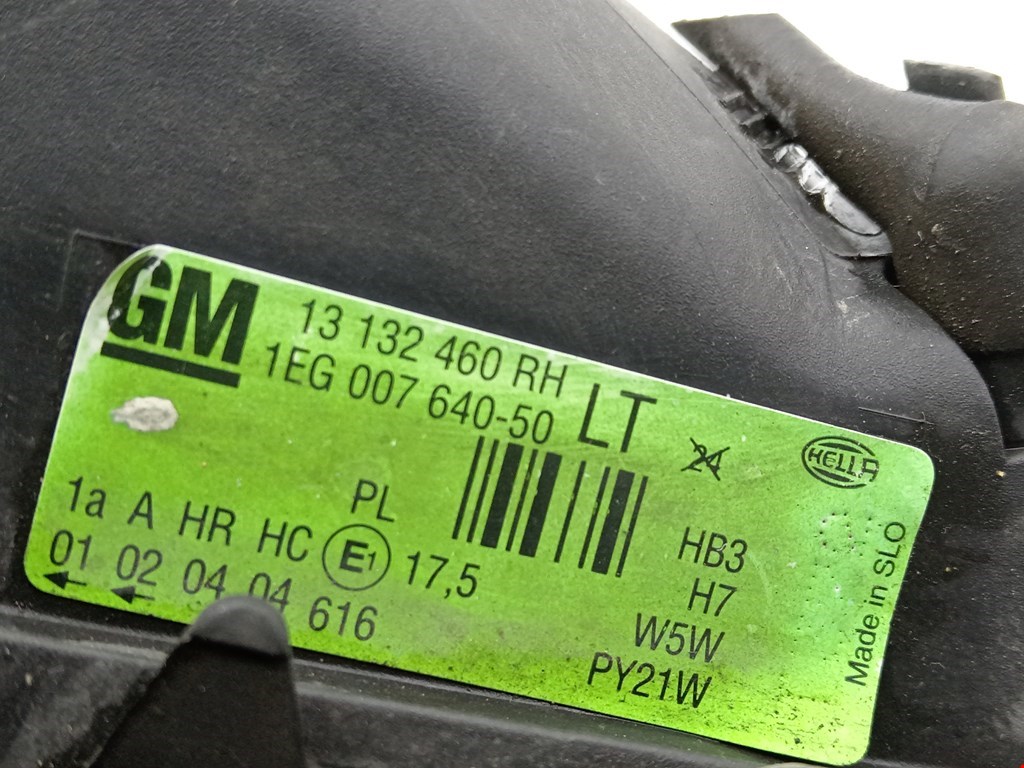 GM
13 132 460 RH
1EG 007 640-50
LT
24
HELLA
PL
1a A HR HC E1 17,5
01 02 04 04 616
HB3
H7
W5W
PY21W
Made in SLO